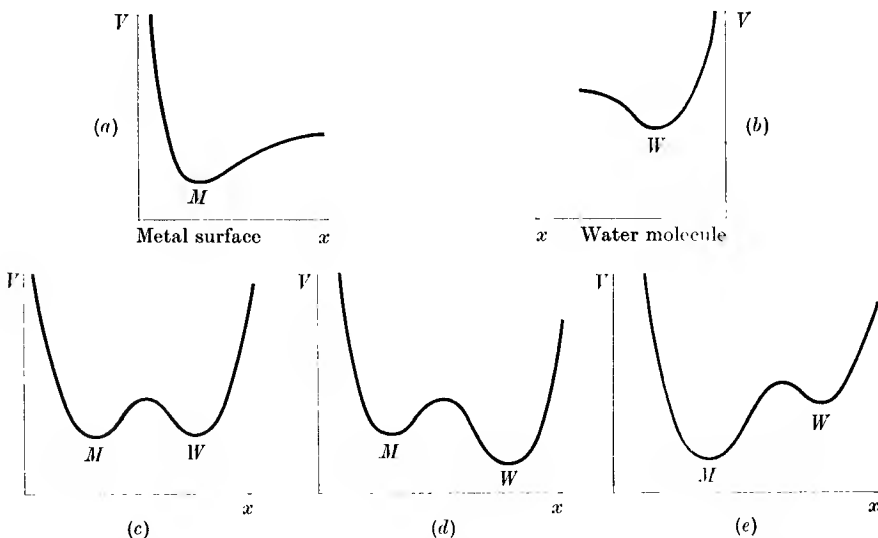 V
(a)
M
Metal surface x
V
(b)
W
x Water molecule
V
M
W
x
(c)
V
M
W
x
(d)
V
M
W
x
(e)